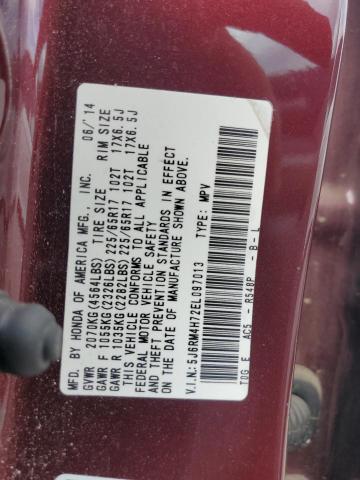 MFD. BY HONDA OF AMERICA MFG., INC. 06/'14
GVWR 2070KG(4564LBS) TIRE SIZE RIM SIZE
GAWR F 1055KG(2326LBS) 225/65R17 102T 17X6.5J
GAWR R 1035KG(2282LBS) 225/65R17 102T 17X6.5J
THIS VEHICLE CONFORMS TO ALL APPLICABLE
FEDERAL MOTOR VEHICLE SAFETY
AND THEFT PREVENTION STANDARDS IN EFFECT
ON THE DATE OF MANUFACTURE SHOWN ABOVE.
V.I.N.: 5J6RM4H72EL097013 TYPE: MPV
T0G E AC5 - R548P - B - L